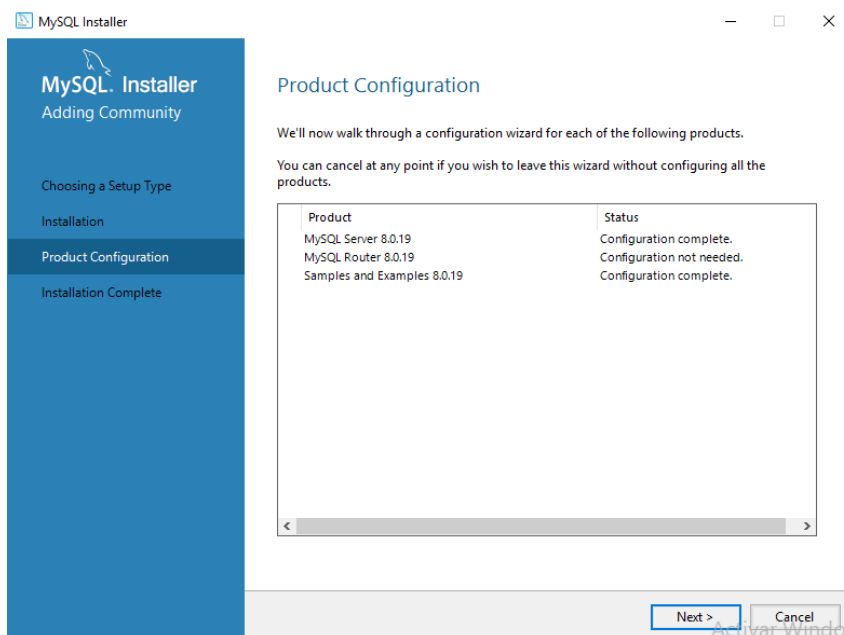 MySQL Installer
MySQL. Installer
Adding Community
Choosing a Setup Type
Installation
Product Configuration
Installation Complete
Product Configuration
We'll now walk through a configuration wizard for each of the following products.
You can cancel at any point if you wish to leave this wizard without configuring all the
products.
Product Status
MySQL Server 8.0.19 Configuration complete.
MySQL Router 8.0.19 Configuration not needed.
Samples and Examples 8.0.19 Configuration complete.
Next > Cancel
Activar Windo